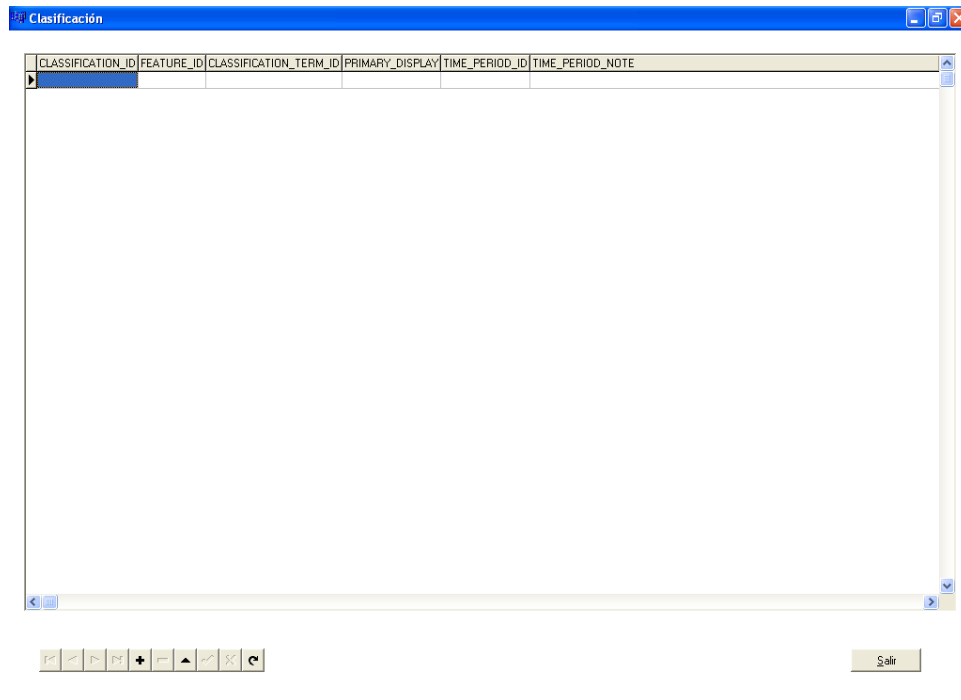 Clasificación
CLASSIFICATION_ID FEATURE_ID CLASSIFICATION_TERM_ID PRIMARY_DISPLAY TIME_PERIOD_ID TIME_PERIOD_NOTE
Salir